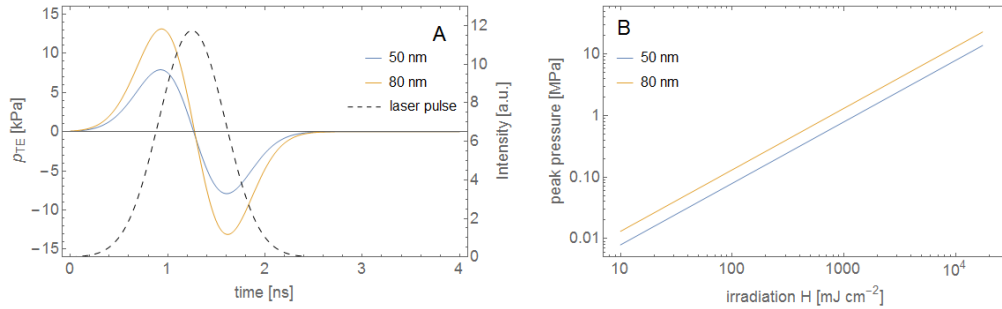 A
B
50 nm
80 nm
laser pulse
50 nm
80 nm
15
10
5
0
−5
−10
−15
p_TE [kPa]
12
10
8
6
4
2
0
Intensity [a.u.]
0
1
2
3
4
time [ns]
10
1
0.10
0.01
peak pressure [MPa]
10
100
1000
10⁴
irradiation H [mJ cm⁻²]